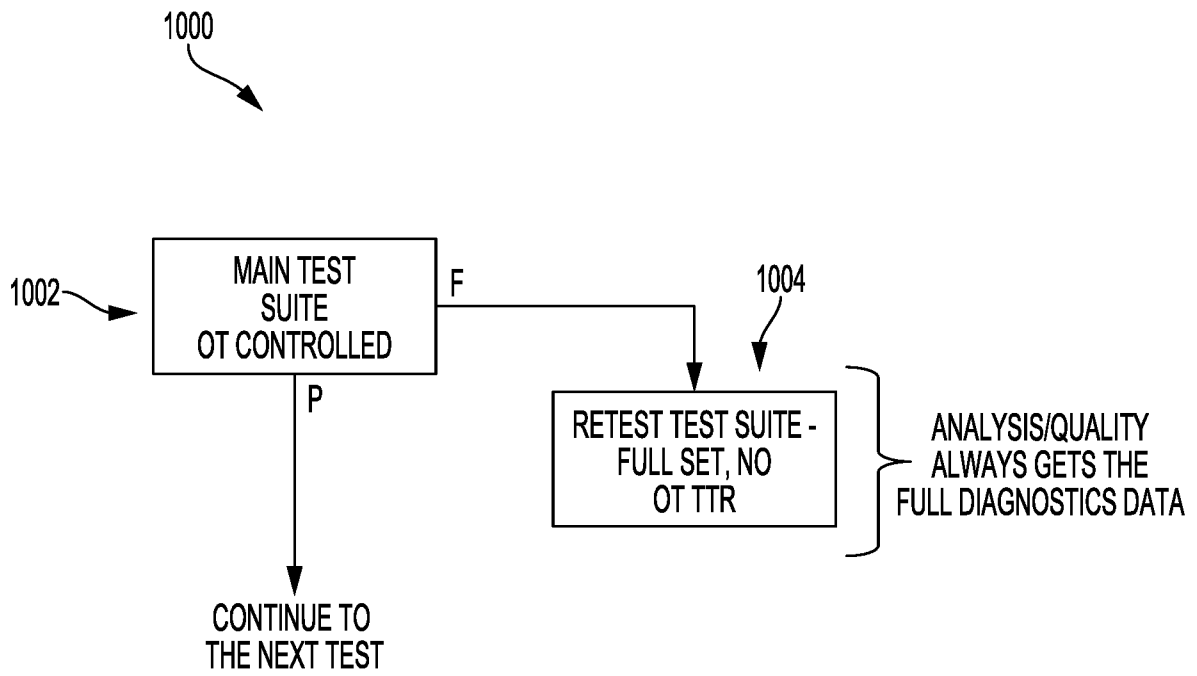 1000
1002
MAIN TEST
SUITE
OT CONTROLLED
F
P
1004
RETEST TEST SUITE -
FULL SET, NO
OT TTR
ANALYSIS/QUALITY
ALWAYS GETS THE
FULL DIAGNOSTICS DATA
CONTINUE TO
THE NEXT TEST